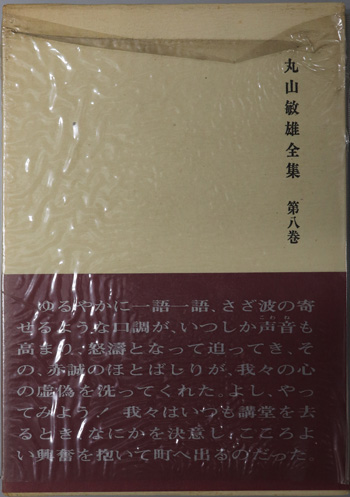 丸山敏雄全集 第八巻
ゆるやかに一語一語、さざ波の寄
せるような口調が、いつしか声音も
こわね
高まり、怒濤となって迫ってき、そ
の、赤誠のほとばしりが、我々の心
の虚偽を洗ってくれた。よし、やっ
てみよう！ 我々はいつも講堂を去
るとき、なにかを決意し、こころよ
い興奮を抱いて町へ出るのだった。